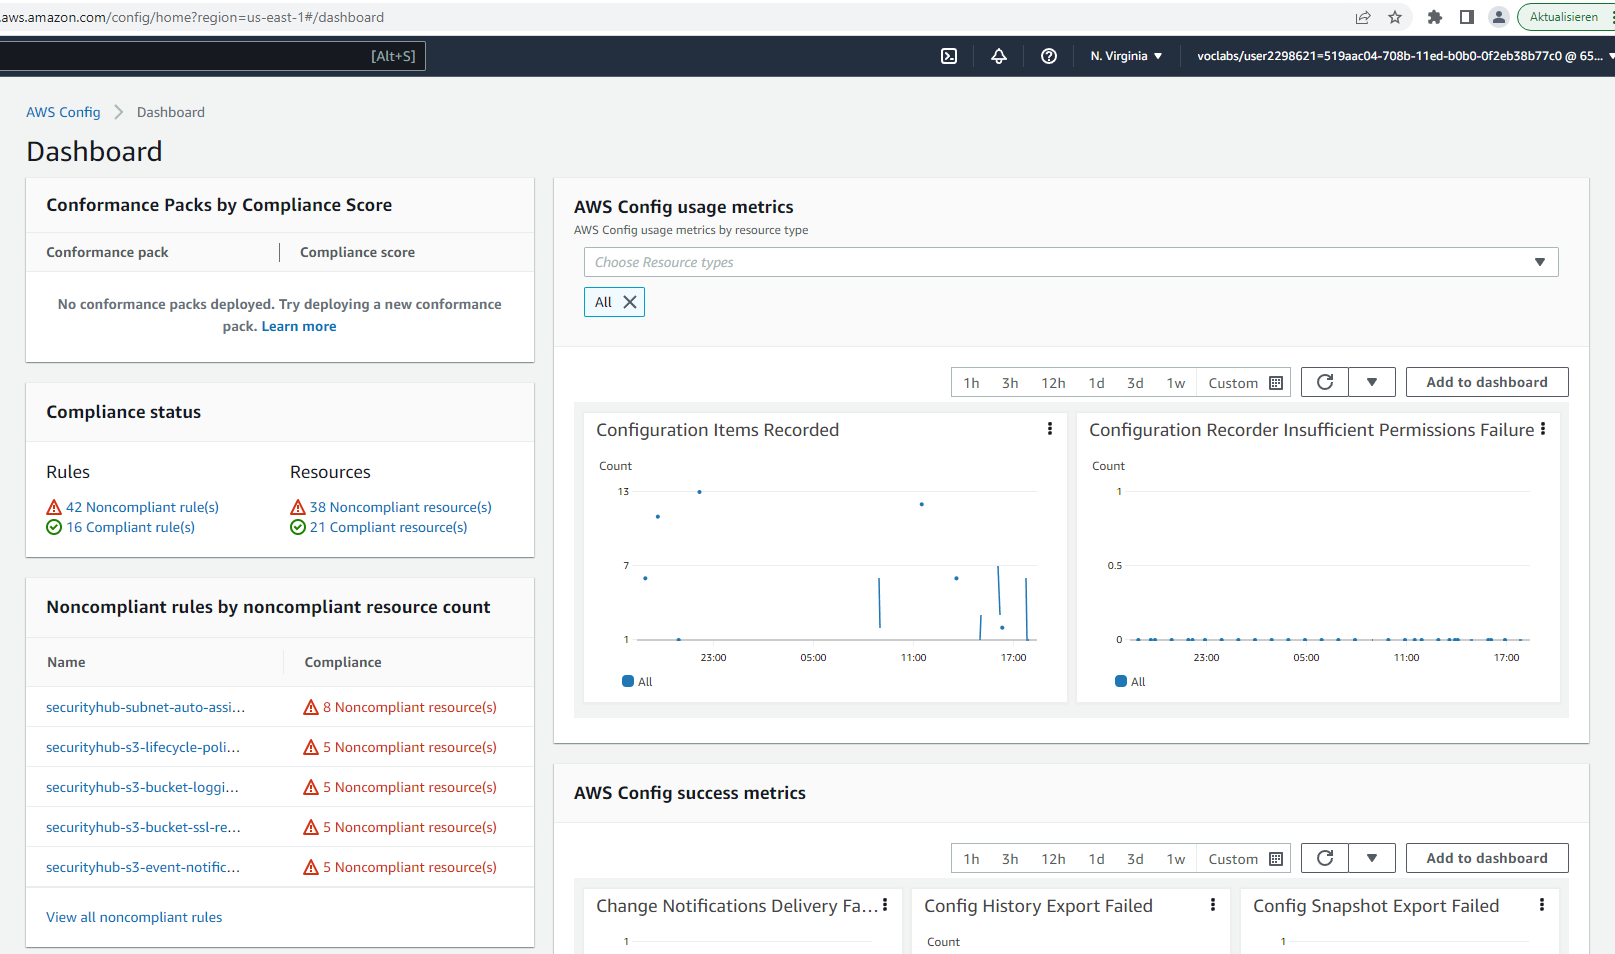 .aws.amazon.com/config/home?region=us-east-1#/dashboard
Aktualisieren
[Alt+S]
N. Virginia
voclabs/user2298621=519aac04-708b-11ed-b0b0-0f2eb38b77c0 @ 65...
AWS Config
Dashboard
Dashboard
Conformance Packs by Compliance Score
Conformance pack
Compliance score
No conformance packs deployed. Try deploying a new conformance
pack. Learn more
Compliance status
Rules
Resources
42 Noncompliant rule(s)
38 Noncompliant resource(s)
16 Compliant rule(s)
21 Compliant resource(s)
Noncompliant rules by noncompliant resource count
Name
Compliance
securityhub-subnet-auto-assi...
8 Noncompliant resource(s)
securityhub-s3-lifecycle-poli...
5 Noncompliant resource(s)
securityhub-s3-bucket-loggi...
5 Noncompliant resource(s)
securityhub-s3-bucket-ssl-re...
5 Noncompliant resource(s)
securityhub-s3-event-notific...
5 Noncompliant resource(s)
View all noncompliant rules
AWS Config usage metrics
AWS Config usage metrics by resource type
Choose Resource types
All
1h 3h 12h 1d 3d 1w Custom
Add to dashboard
Configuration Items Recorded
Count
13
7
1
23:00 05:00 11:00 17:00
All
Configuration Recorder Insufficient Permissions Failure
Count
1
0.5
0
23:00 05:00 11:00 17:00
All
AWS Config success metrics
1h 3h 12h 1d 3d 1w Custom
Add to dashboard
Change Notifications Delivery Fa...
1
Config History Export Failed
Count
Config Snapshot Export Failed
1